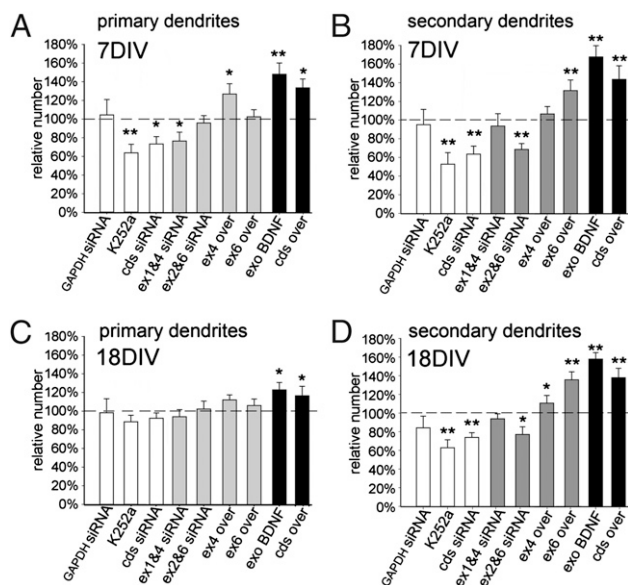 A
primary dendrites
7DIV
relative number
180%
160%
140%
120%
100%
80%
60%
40%
20%
0%
**
*
*
*
**
*
GAPDH siRNA
K252a
cds siRNA
ex1&4 siRNA
ex2&6 siRNA
ex4 over
ex6 over
exo BDNF
cds over
B
secondary dendrites
7DIV
relative number
180%
160%
140%
120%
100%
80%
60%
40%
20%
0%
**
**
**
**
**
**
GAPDH siRNA
K252a
cds siRNA
ex1&4 siRNA
ex2&6 siRNA
ex4 over
ex6 over
exo BDNF
cds over
C
primary dendrites
18DIV
relative number
180%
160%
140%
120%
100%
80%
60%
40%
20%
0%
*
*
GAPDH siRNA
K252a
cds siRNA
ex1&4 siRNA
ex2&6 siRNA
ex4 over
ex6 over
exo BDNF
cds over
D
secondary dendrites
18DIV
relative number
180%
160%
140%
120%
100%
80%
60%
40%
20%
0%
**
**
*
*
**
**
**
GAPDH siRNA
K252a
cds siRNA
ex1&4 siRNA
ex2&6 siRNA
ex4 over
ex6 over
exo BDNF
cds over